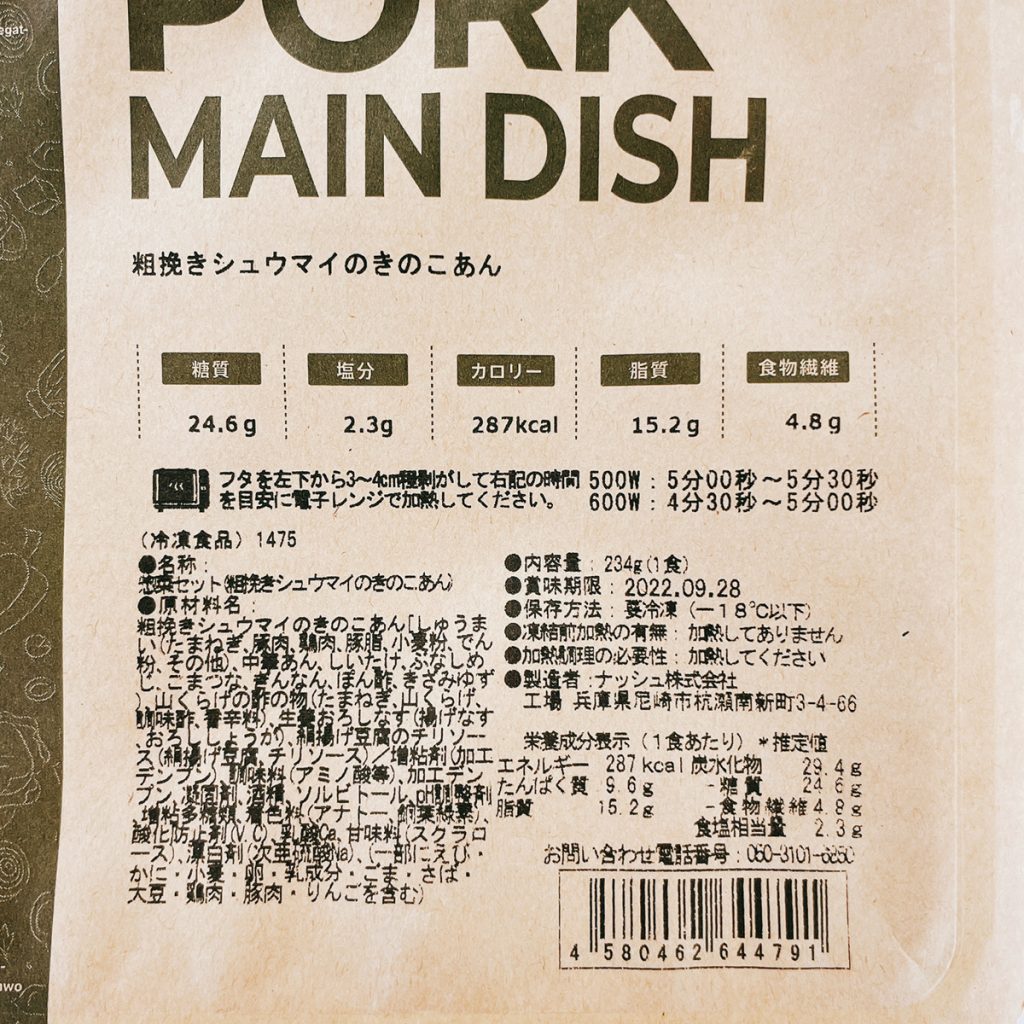 PORK
MAIN DISH
粗挽きシュウマイのきのこあん
糖質 塩分 カロリー 脂質 食物繊維
24.6g 2.3g 287kcal 15.2g 4.8g
フタを左下から3～4cm程剥がして右記の時間
を目安に電子レンジで加熱してください。
500W：5分00秒～5分30秒
600W：4分30秒～5分00秒
(冷凍食品) 1475
●名称：
惣菜セット(粗挽きシュウマイのきのこあん)
●原材料名：
粗挽きシュウマイのきのこあん「しゅうま
い(たまねぎ、豚肉、鶏肉、豚脂、小麦粉、でん
粉、その他)、中華あん、しいたけ、ぶなしめ
じ、こまつな、ぎんなん、ぽん酢、きざみゆず
」、山くらげの酢の物(たまねぎ、山くらげ、
調味酢、香辛料)、生姜おろしなす(揚げなす
、おろししょうが)、絹揚げ豆腐のチリソー
ス(絹揚げ豆腐、チリソース)／増粘剤(加工
デンプン)、調味料(アミノ酸等)、加工デン
プン、凝固剤、酒精、ソルビトール、pH調整剤
、増粘多糖類、着色料(アナトー、銅葉緑素)、
酸化防止剤(V.C)、乳酸Ca、甘味料(スクラロ
ース)、漂白剤(次亜硫酸Na)、(一部にえび・
かに・小麦・卵・乳成分・ごま・さば・
大豆・鶏肉・豚肉・りんごを含む)
●内容量：234g(1食)
●賞味期限：2022.09.28
●保存方法：要冷凍(－18℃以下)
●凍結前加熱の有無：加熱してありません
●加熱調理の必要性：加熱してください
●製造者：ナッシュ株式会社
工場 兵庫県尼崎市杭瀬南新町3-4-66
栄養成分表示(1食あたり)＊推定値
エネルギー 287kcal 炭水化物 29.4g
たんぱく質 9.6g -糖質 24.6g
脂質 15.2g -食物繊維 4.8g
食塩相当量 2.3g
お問い合わせ電話番号：050-3101-
4 580462 644791